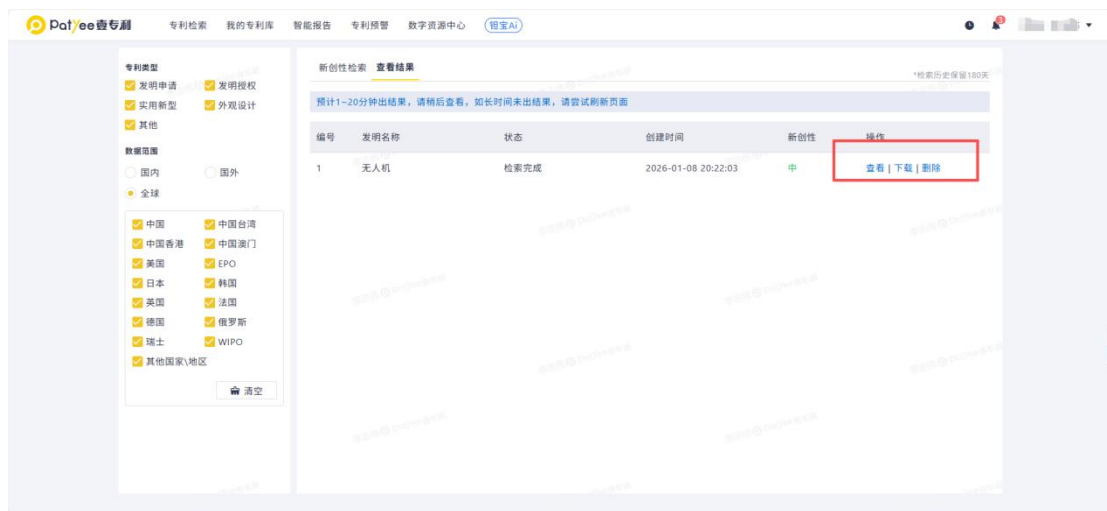 Patyee壹专利 专利检索 我的专利库 智能报告 专利预警 数字资源中心 钽宝Ai 3
专利类型
发明申请 发明授权
实用新型 外观设计
其他
数据范围
国内 国外
全球
中国 中国台湾
中国香港 中国澳门
美国 EPO
日本 韩国
英国 法国
德国 俄罗斯
瑞士 WIPO
其他国家\地区
清空
新创性检索 查看结果 *检索历史保留180天
预计1-20分钟出结果，请稍后查看，如长时间未出结果，请尝试刷新页面
编号 发明名称 状态 创建时间 新创性 操作
1 无人机 检索完成 2026-01-08 20:22:03 中 查看 | 下载 | 删除